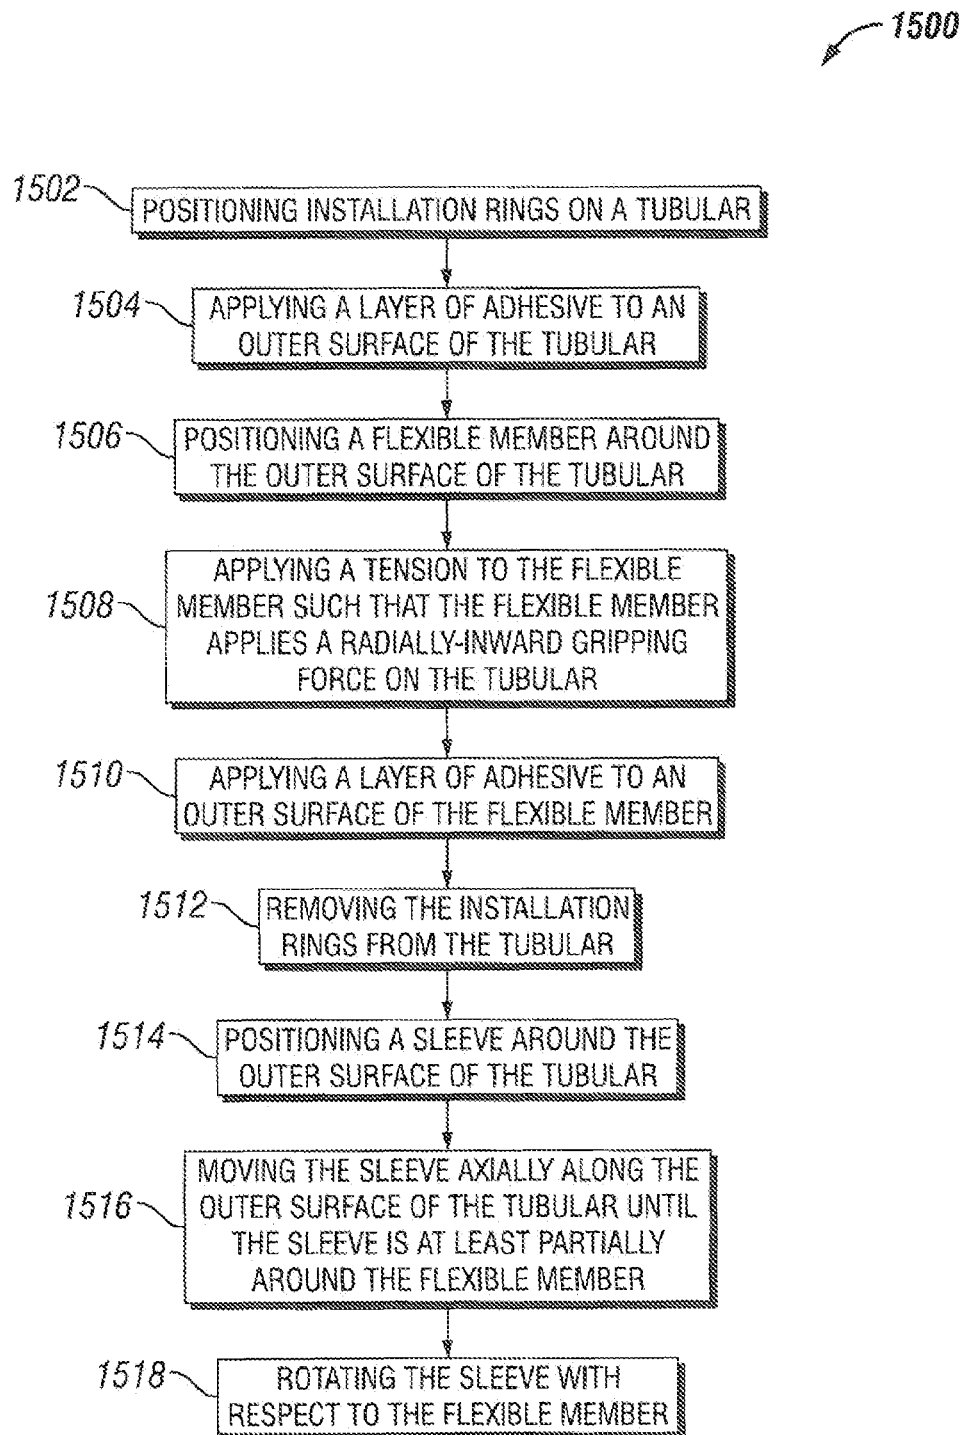 1500
1502
POSITIONING INSTALLATION RINGS ON A TUBULAR
1504
APPLYING A LAYER OF ADHESIVE TO AN
OUTER SURFACE OF THE TUBULAR
1506
POSITIONING A FLEXIBLE MEMBER AROUND
THE OUTER SURFACE OF THE TUBULAR
1508
APPLYING A TENSION TO THE FLEXIBLE
MEMBER SUCH THAT THE FLEXIBLE MEMBER
APPLIES A RADIALLY-INWARD GRIPPING
FORCE ON THE TUBULAR
1510
APPLYING A LAYER OF ADHESIVE TO AN
OUTER SURFACE OF THE FLEXIBLE MEMBER
1512
REMOVING THE INSTALLATION
RINGS FROM THE TUBULAR
1514
POSITIONING A SLEEVE AROUND THE
OUTER SURFACE OF THE TUBULAR
1516
MOVING THE SLEEVE AXIALLY ALONG THE
OUTER SURFACE OF THE TUBULAR UNTIL
THE SLEEVE IS AT LEAST PARTIALLY
AROUND THE FLEXIBLE MEMBER
1518
ROTATING THE SLEEVE WITH
RESPECT TO THE FLEXIBLE MEMBER